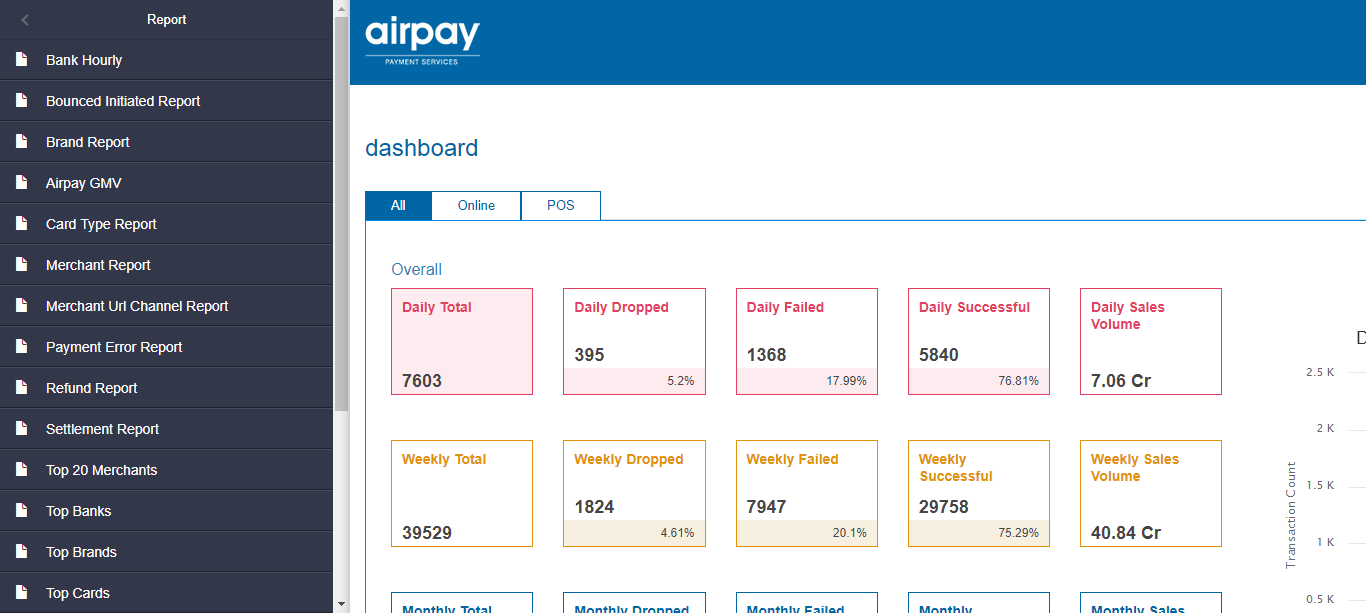 Report
Bank Hourly
Bounced Initiated Report
Brand Report
Airpay GMV
Card Type Report
Merchant Report
Merchant Url Channel Report
Payment Error Report
Refund Report
Settlement Report
Top 20 Merchants
Top Banks
Top Brands
Top Cards
airpay
PAYMENT SERVICES
dashboard
All Online POS
Overall
Daily Total
7603
Daily Dropped
395
5.2%
Daily Failed
1368
17.99%
Daily Successful
5840
76.81%
Daily Sales
Volume
7.06 Cr
Weekly Total
39529
Weekly Dropped
1824
4.61%
Weekly Failed
7947
20.1%
Weekly
Successful
29758
75.29%
Weekly Sales
Volume
40.84 Cr
Monthly Total
Monthly Dropped
Monthly Failed
Monthly
Monthly Sales
D
2.5 K
2 K
1.5 K
1 K
0.5 K
Transaction Count